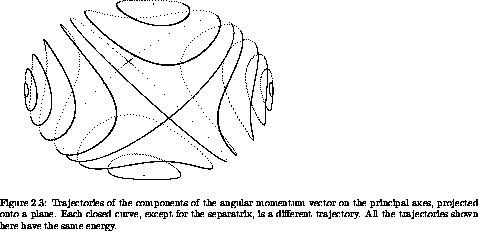 Figure 2.3: Trajectories of the components of the angular momentum vector on the principal axes, projected
onto a plane. Each closed curve, except for the separatrix, is a different trajectory. All the trajectories shown
here have the same energy.